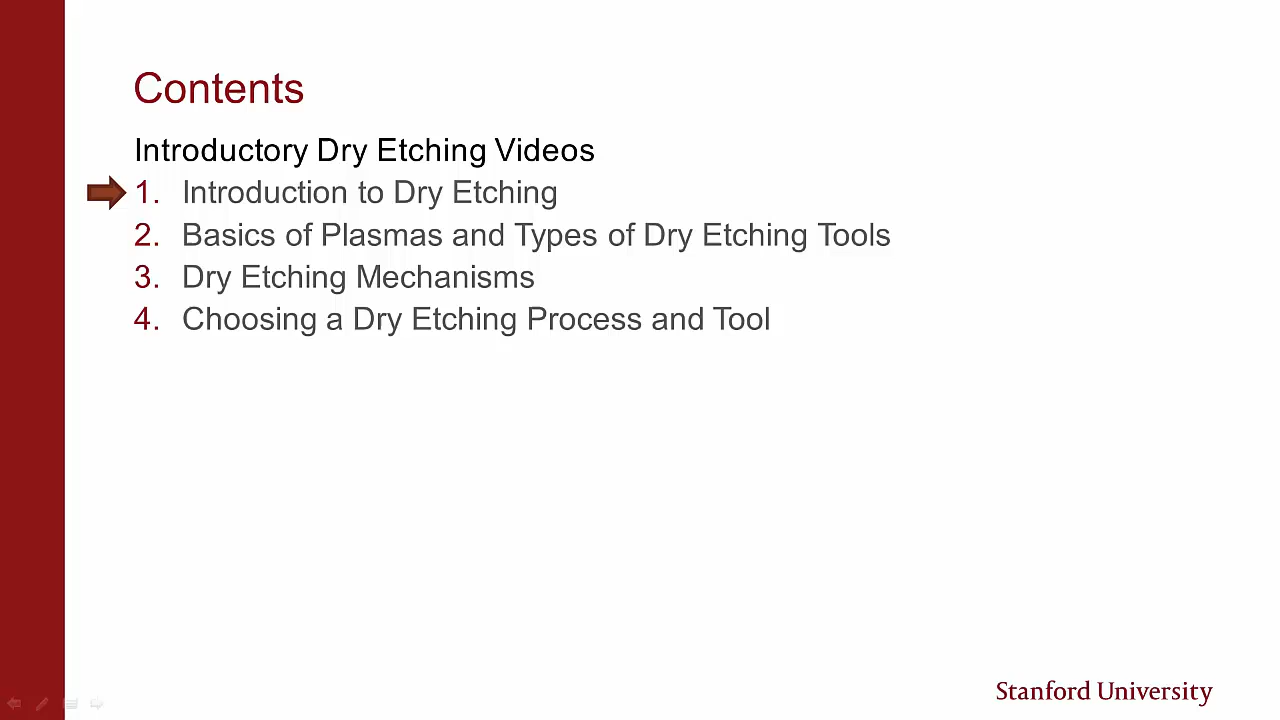 Contents
Introductory Dry Etching Videos
1. Introduction to Dry Etching
2. Basics of Plasmas and Types of Dry Etching Tools
3. Dry Etching Mechanisms
4. Choosing a Dry Etching Process and Tool
Stanford University